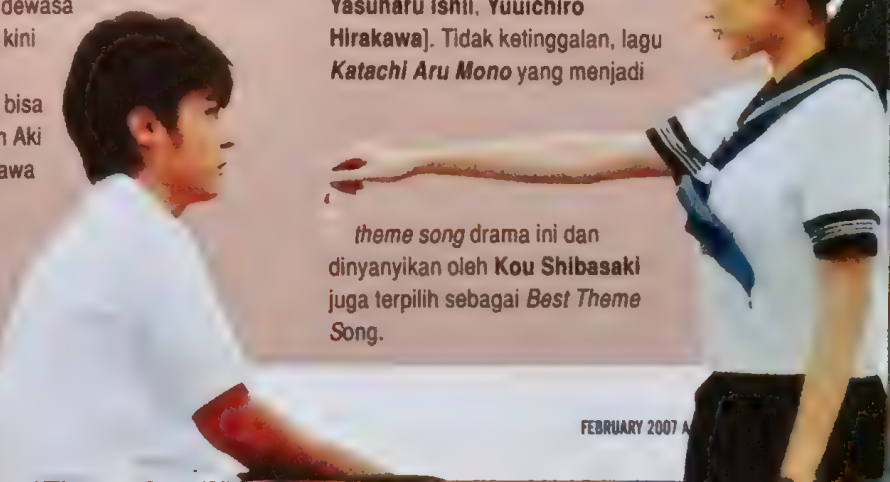 dewasa
kini
bisa
Aki
Yasuharu Ishii, Yuuichiro
Hirakawa]. Tidak ketinggalan, lagu
Katachi Aru Mono yang menjadi
theme song drama ini dan
dinyanyikan oleh Kou Shibasaki
juga terpilih sebagai Best Theme
Song.
FEBRUARY 2007